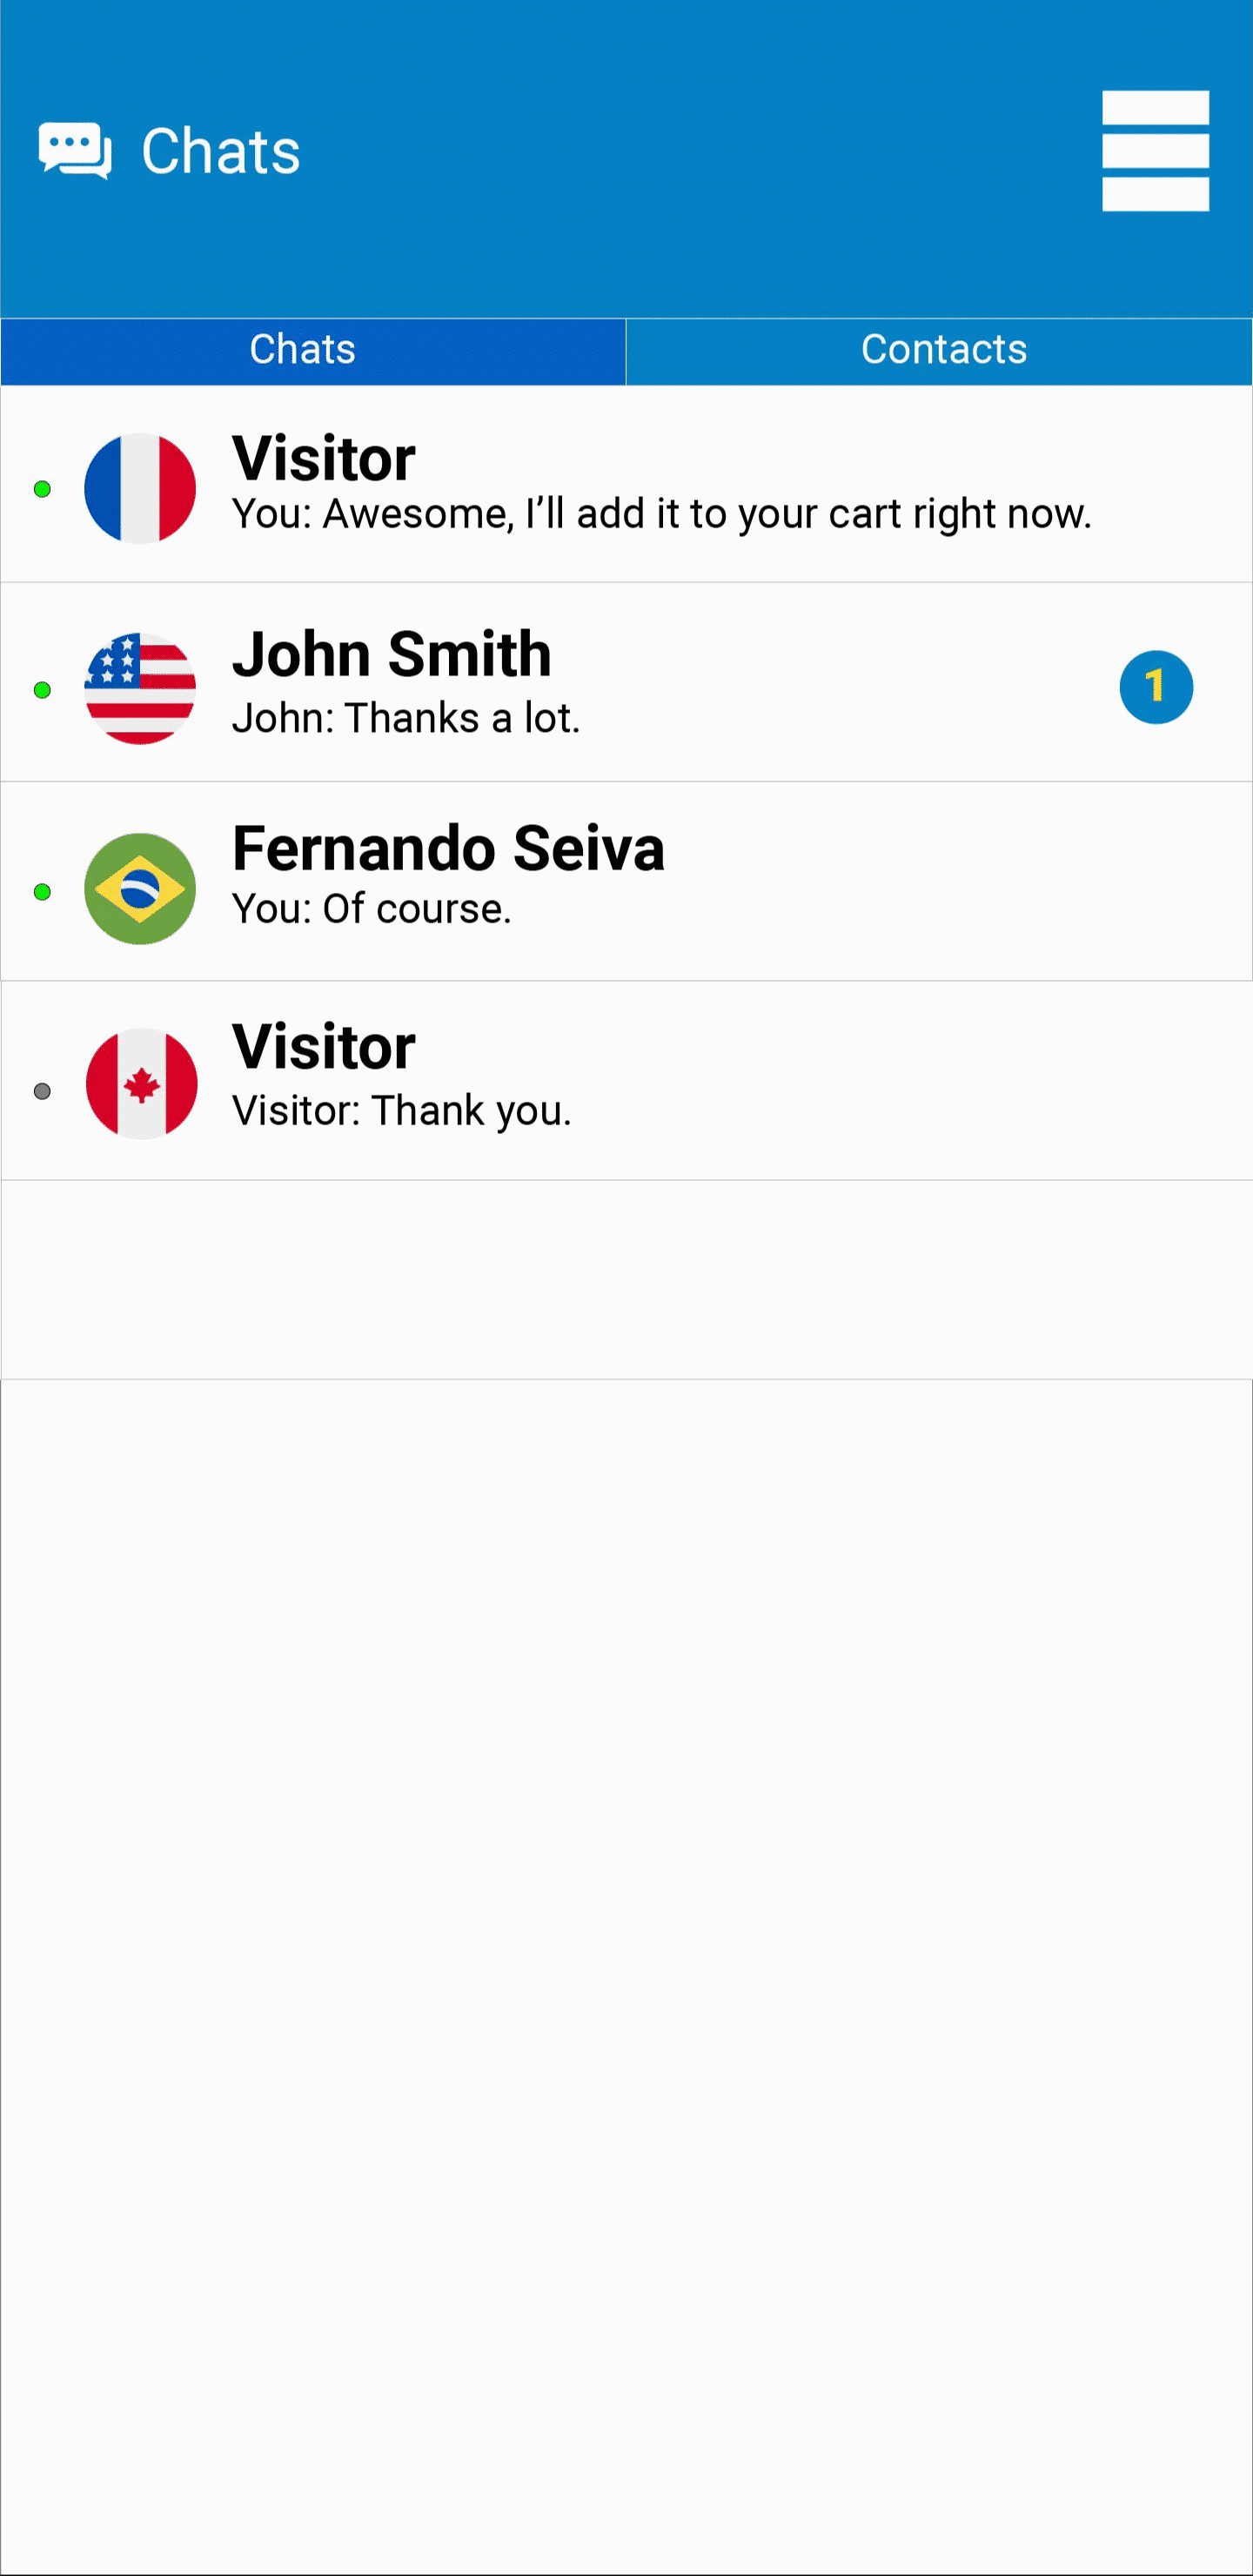 Chats
Chats
Contacts
Visitor
You: Awesome, I’ll add it to your cart right now.
John Smith
John: Thanks a lot.
1
Fernando Seiva
You: Of course.
Visitor
Visitor: Thank you.